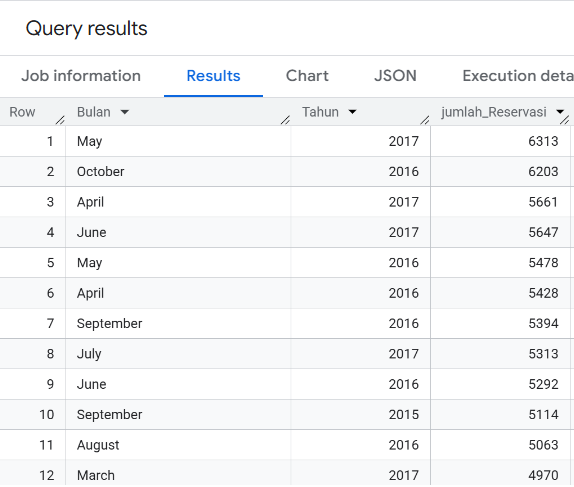 Query results
Job information Results Chart JSON Execution deta
Row Bulan Tahun jumlah_Reservasi
1 May 2017 6313
2 October 2016 6203
3 April 2017 5661
4 June 2017 5647
5 May 2016 5478
6 April 2016 5428
7 September 2016 5394
8 July 2017 5313
9 June 2016 5292
10 September 2015 5114
11 August 2016 5063
12 March 2017 4970